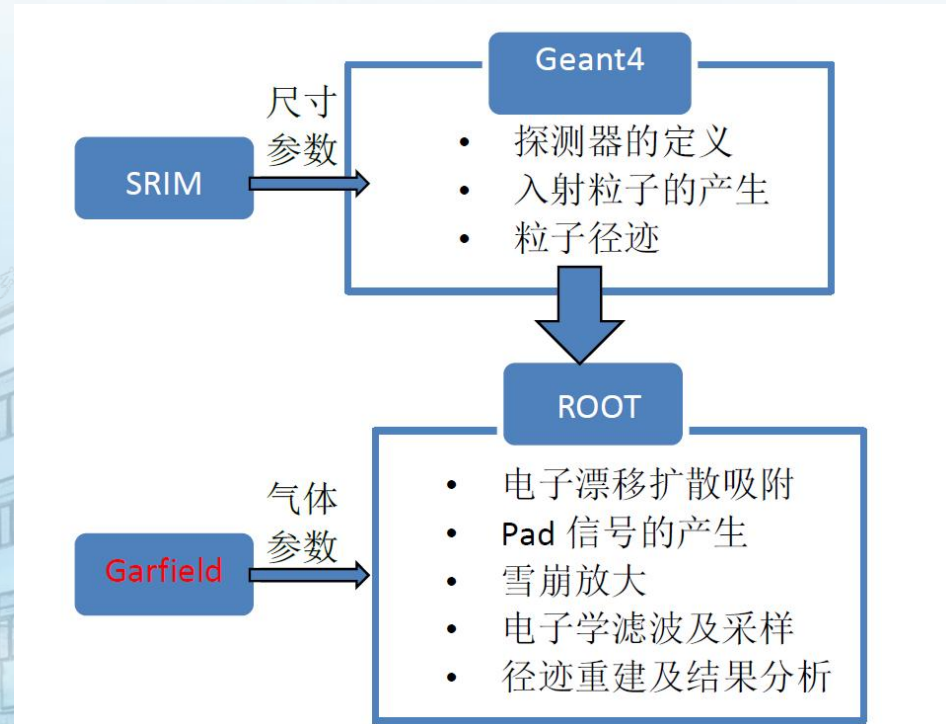 Geant4
尺寸
参数
SRIM
• 探测器的定义
• 入射粒子的产生
• 粒子径迹
ROOT
气体
参数
Garfield
• 电子漂移扩散吸附
• Pad 信号的产生
• 雪崩放大
• 电子学滤波及采样
• 径迹重建及结果分析